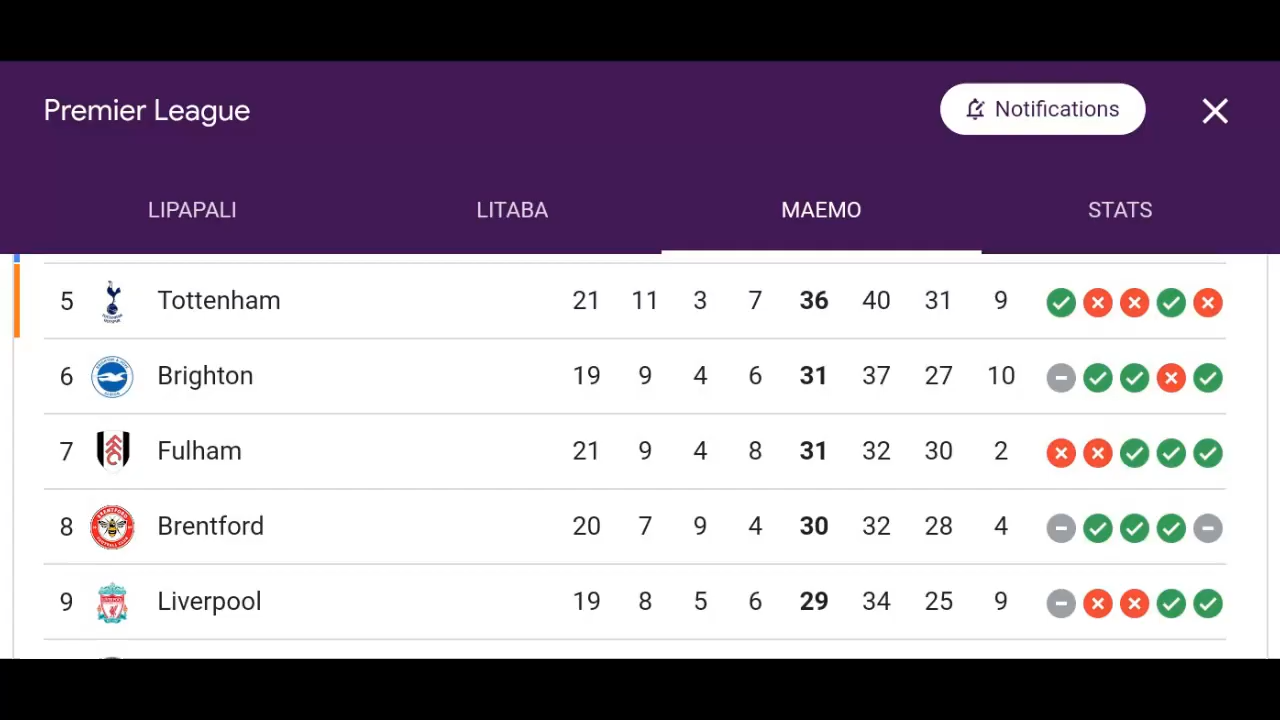 Premier League
Notifications
LIPAPALI LITABA MAEMO STATS
5 Tottenham 21 11 3 7 36 40 31 9
6 Brighton 19 9 4 6 31 37 27 10
7 Fulham 21 9 4 8 31 32 30 2
8 Brentford 20 7 9 4 30 32 28 4
9 Liverpool 19 8 5 6 29 34 25 9